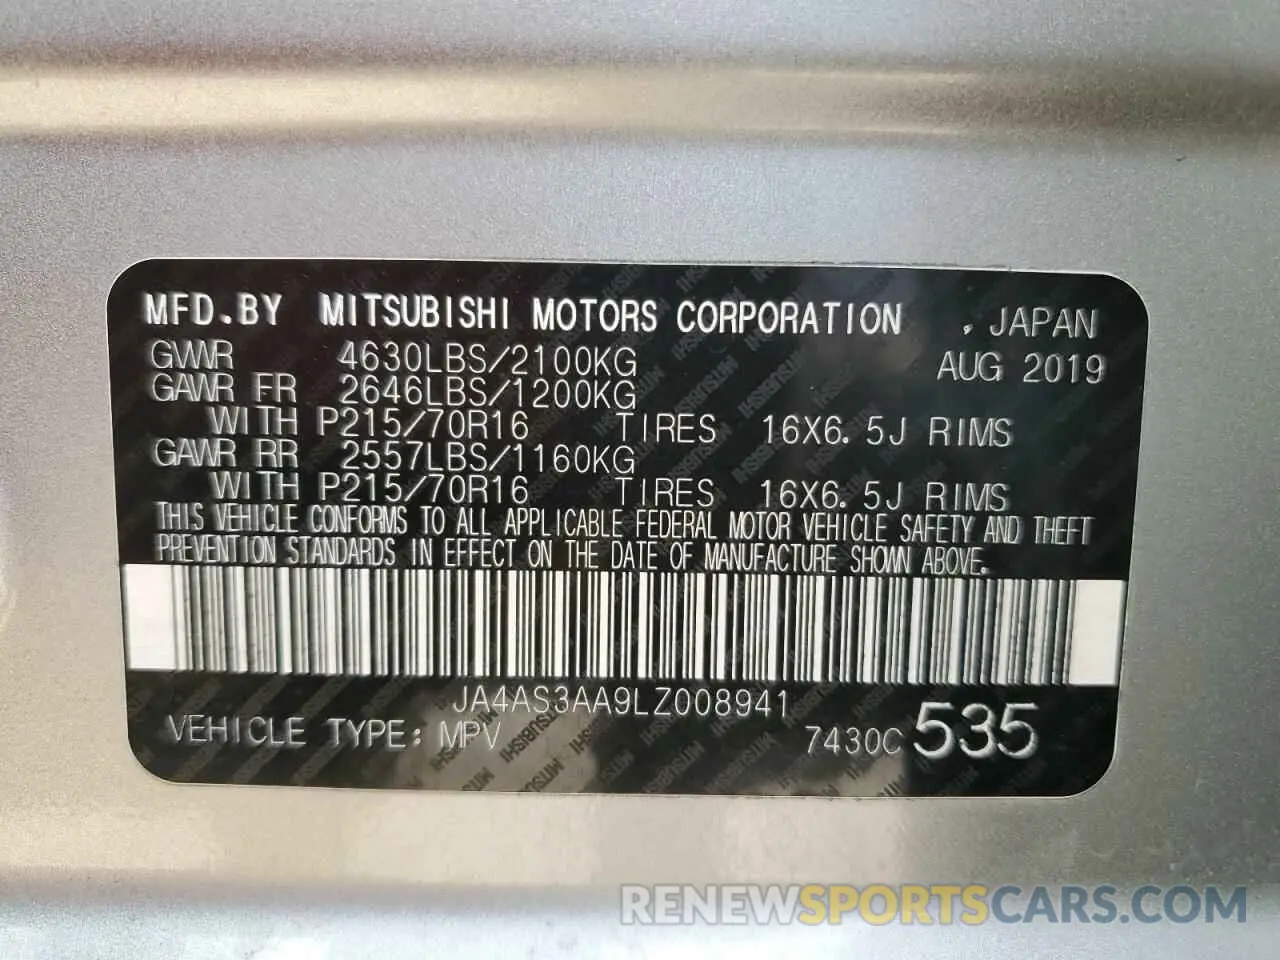 MFD.BY MITSUBISHI MOTORS CORPORATION , JAPAN
GVWR 4630LBS/2100KG AUG 2019
GAWR FR 2646LBS/1200KG
WITH P215/70R16 TIRES 16X6.5J RIMS
GAWR RR 2557LBS/1160KG
WITH P215/70R16 TIRES 16X6.5J RIMS
THIS VEHICLE CONFORMS TO ALL APPLICABLE FEDERAL MOTOR VEHICLE SAFETY AND THEFT
PREVENTION STANDARDS IN EFFECT ON THE DATE OF MANUFACTURE SHOWN ABOVE.
JA4AS3AA9LZ008941
VEHICLE TYPE: MPV 7430C 535
RENEWSPORTSCARS.COM